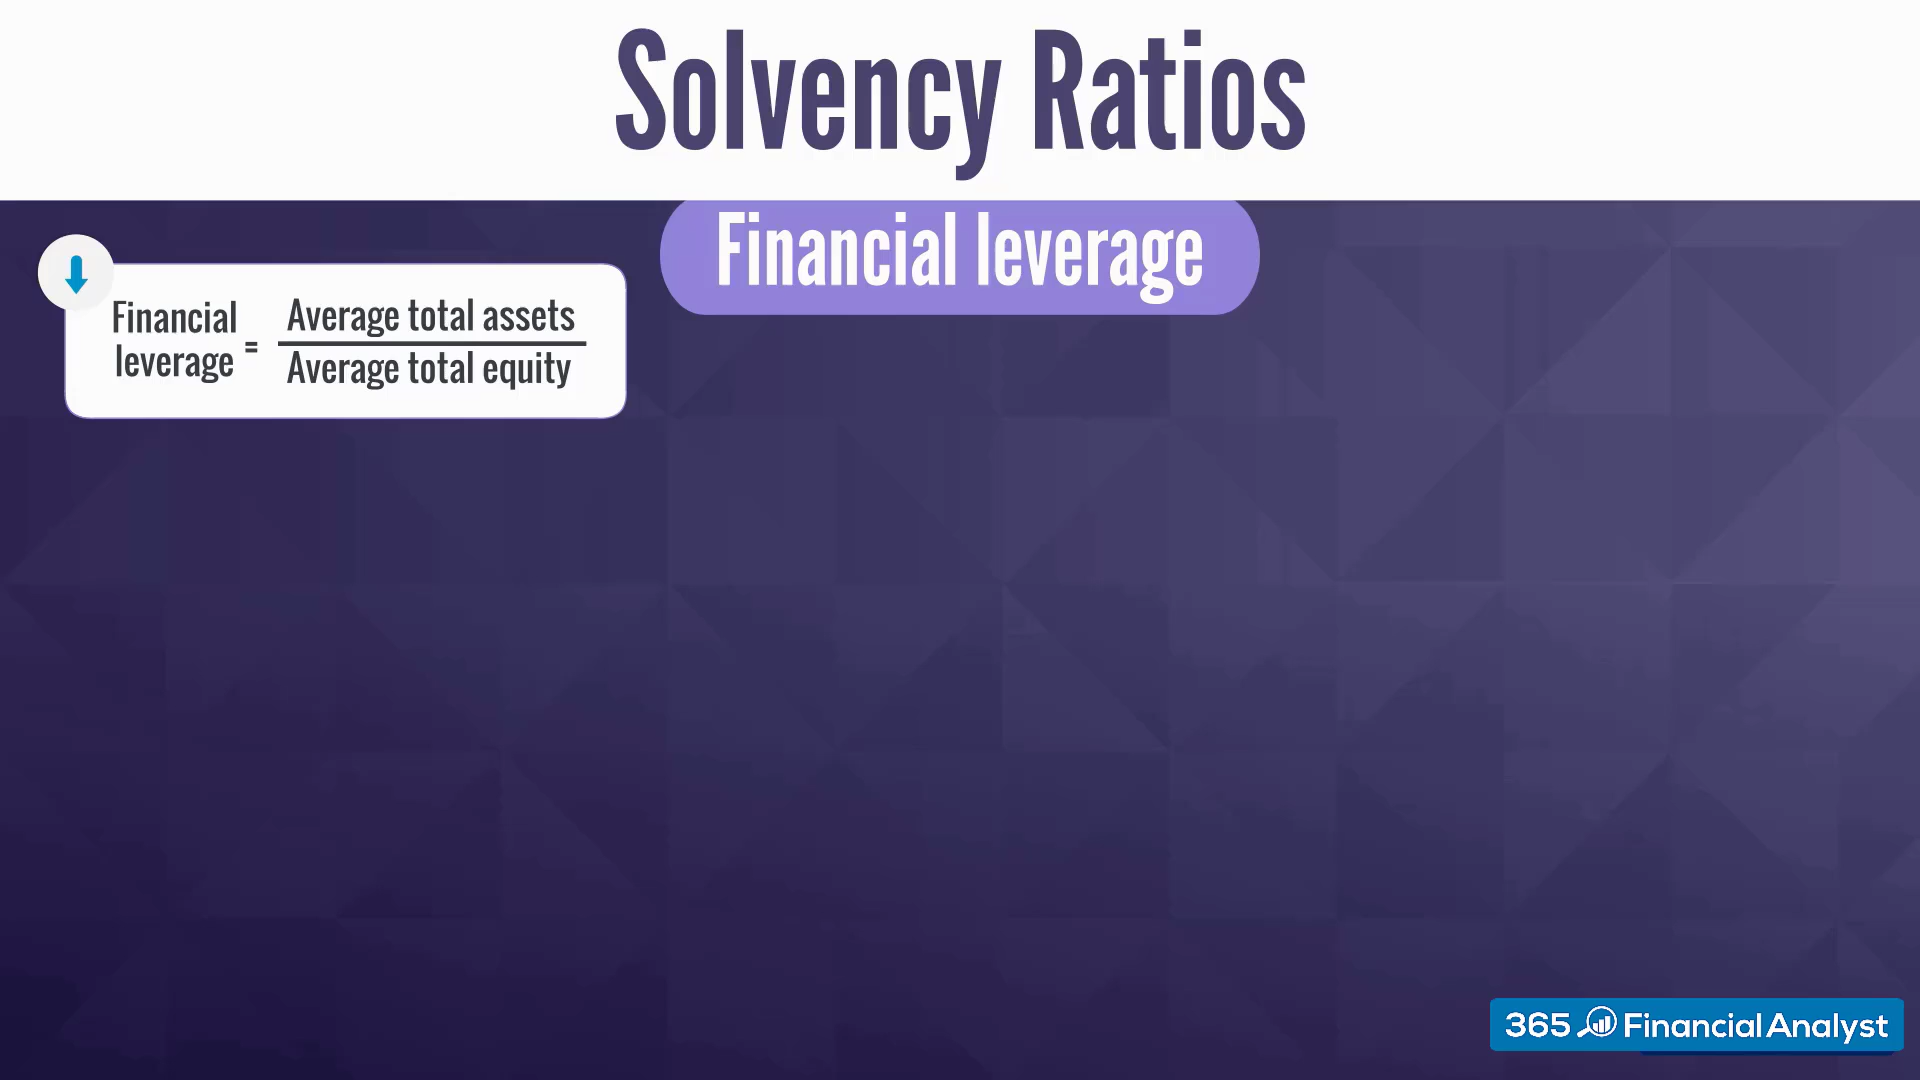 Solvency Ratios
Financial leverage
Financial
leverage
=
Average total assets
Average total equity
365 Financial Analyst